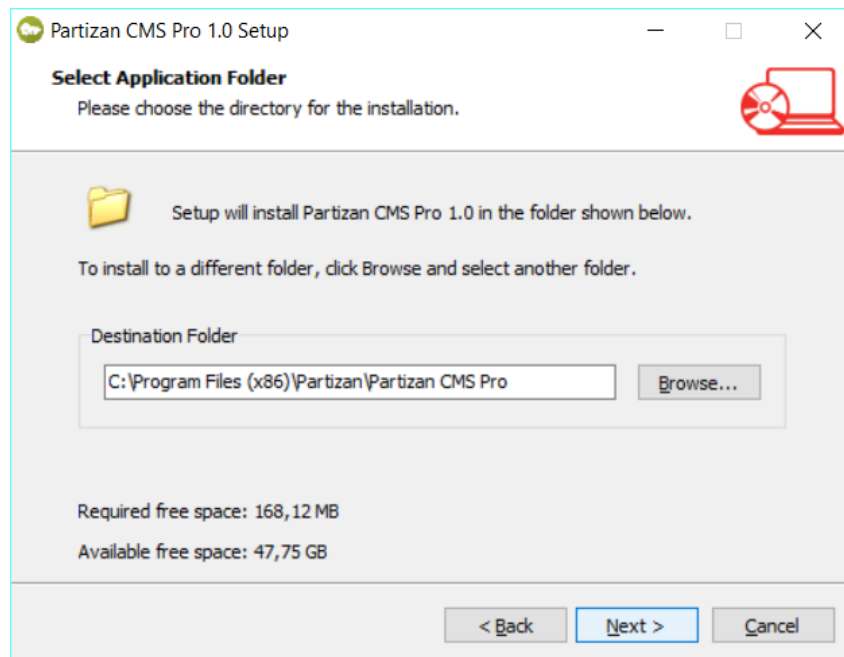 Partizan CMS Pro 1.0 Setup
Select Application Folder
Please choose the directory for the installation.
Setup will install Partizan CMS Pro 1.0 in the folder shown below.
To install to a different folder, click Browse and select another folder.
Destination Folder
C:\Program Files (x86)\Partizan\Partizan CMS Pro
Browse...
Required free space: 168,12 MB
Available free space: 47,75 GB
< Back
Next >
Cancel